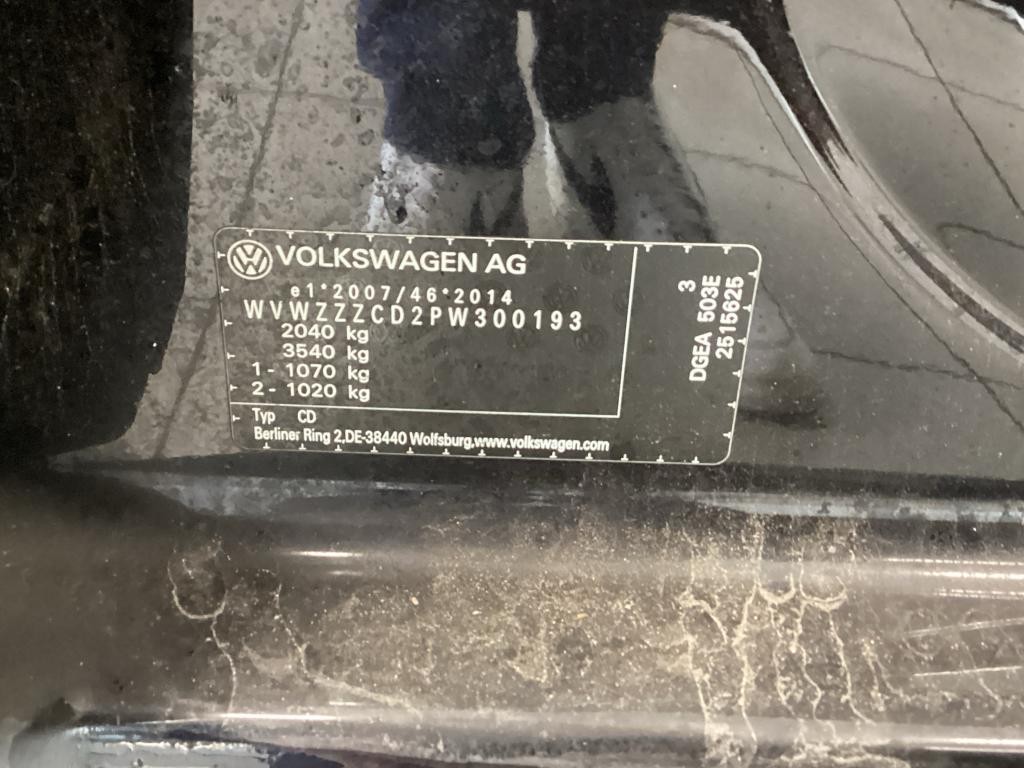 VOLKSWAGEN AG
e1*2007/46*2014
WVWZZZCD2PW300193
2040 kg
3540 kg
1- 1070 kg
2- 1020 kg
Typ CD
Berliner Ring 2,DE-38440 Wolfsburg,www.volkswagen.com
3
DGEA 503E
2515625